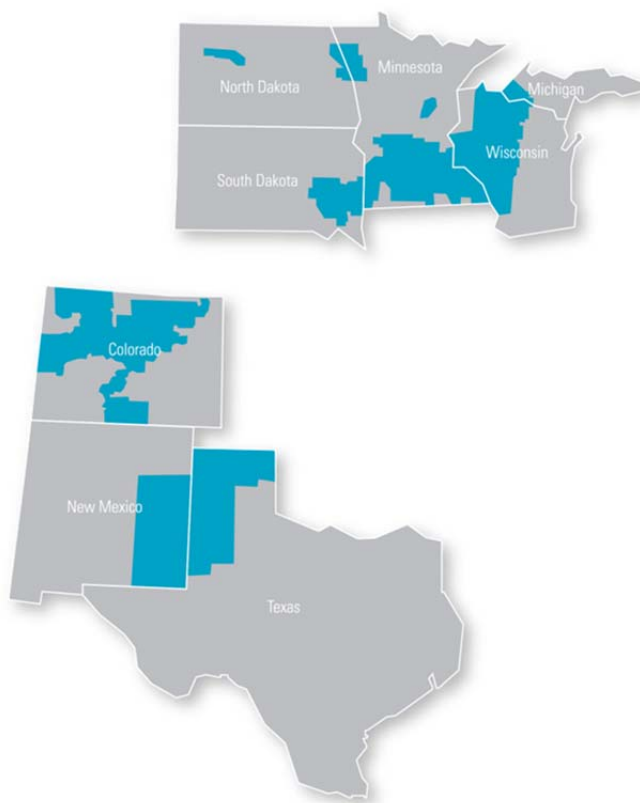 North Dakota
Minnesota
Michigan
South Dakota
Wisconsin
Colorado
New Mexico
Texas